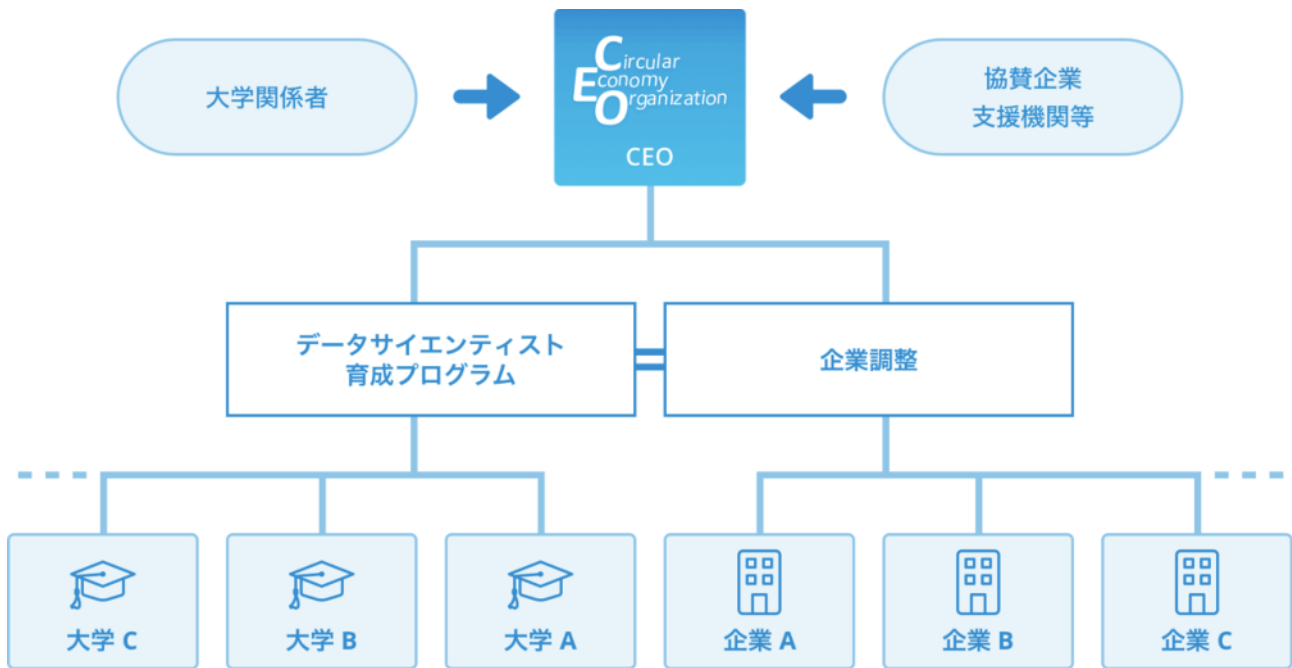 大学関係者
Circular
Economy
Organization
CEO
協賛企業
支援機関等
データサイエンティスト
育成プログラム
企業調整
大学 C
大学 B
大学 A
企業 A
企業 B
企業 C